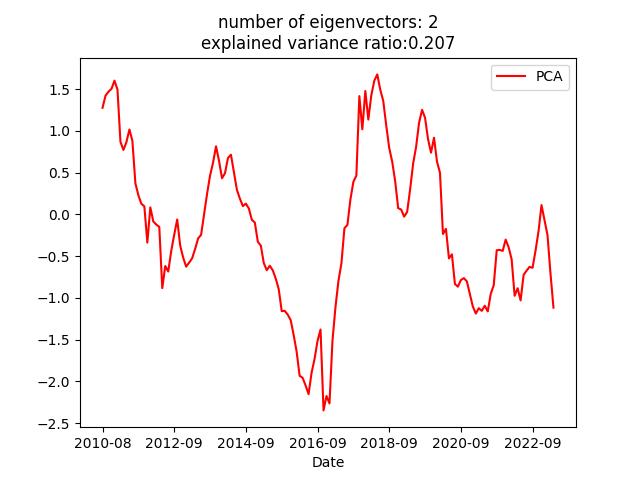 number of eigenvectors: 2
explained variance ratio:0.207
PCA
1.5
1.0
0.5
0.0
−0.5
−1.0
−1.5
−2.0
−2.5
2010-08 2012-09 2014-09 2016-09 2018-09 2020-09 2022-09
Date